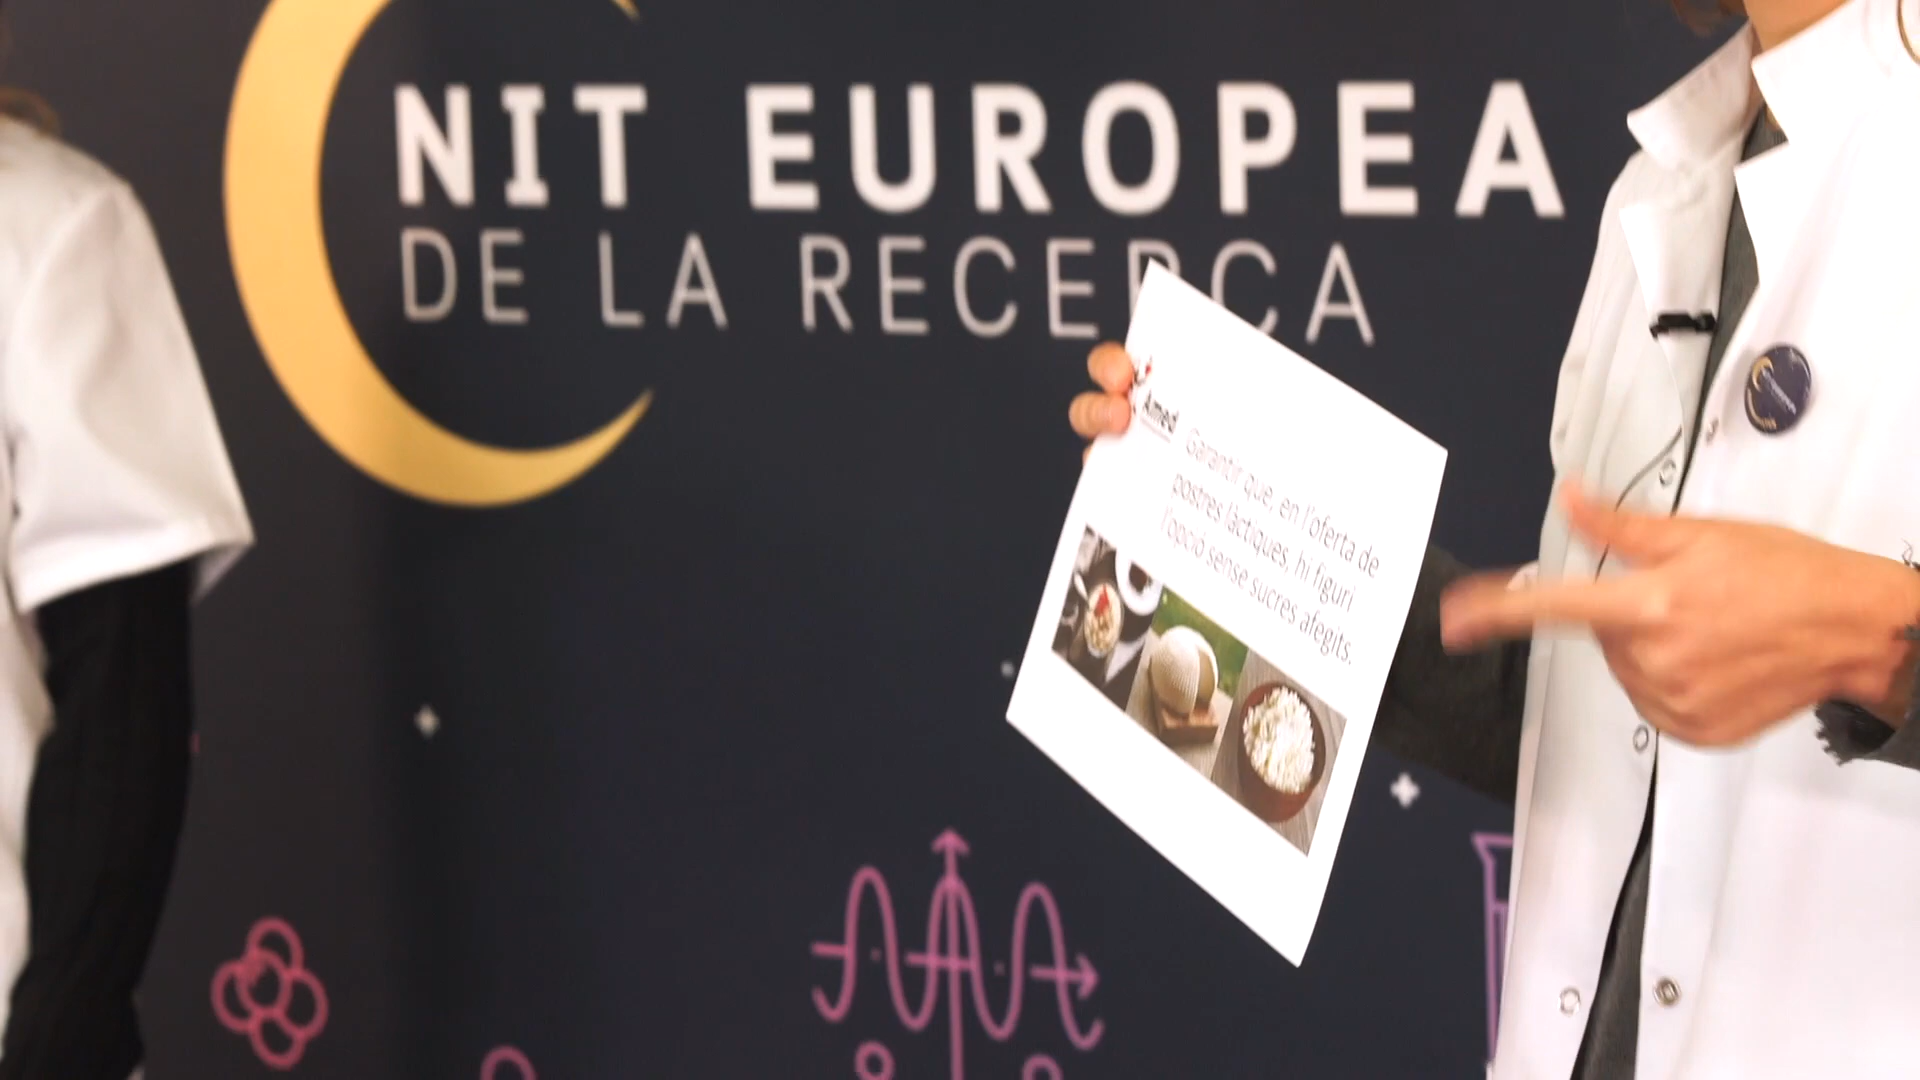 NIT EUROPEA
DE LA RECERCA
Amed
Garantir que, en l'oferta de
postres làctiques, hi figuri
l'opció sense sucres afegits.